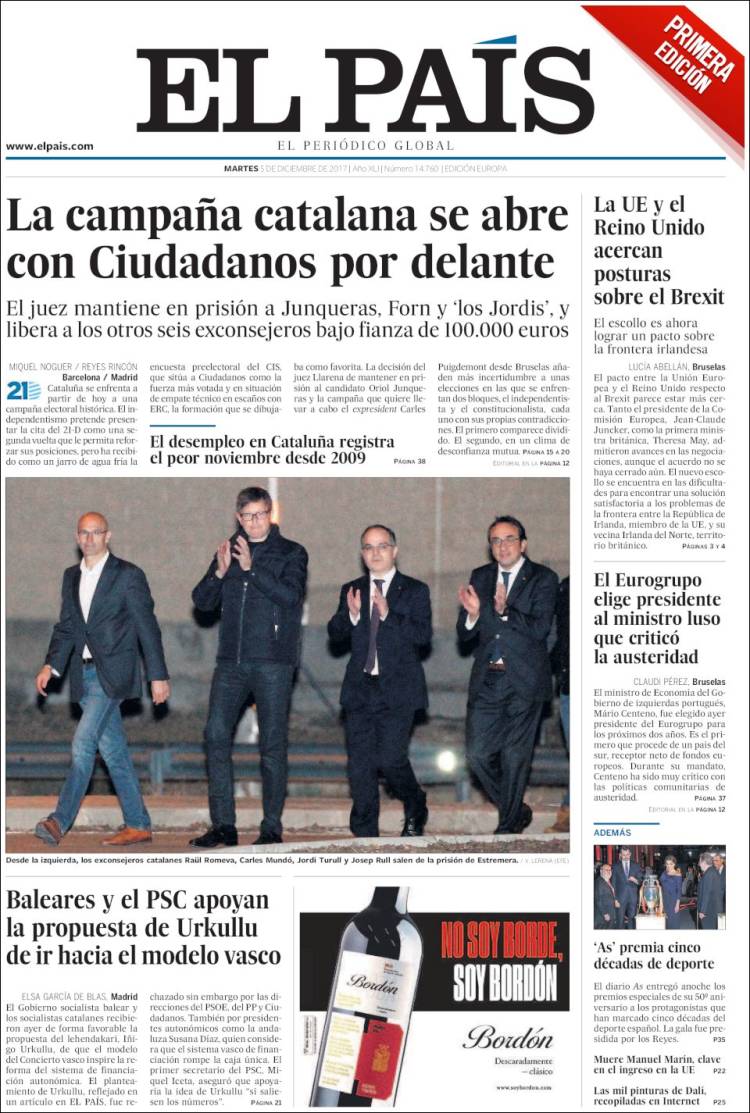 PRIMERA
EDICIÓN
EL PAÍS
www.elpais.com
EL PERIÓDICO GLOBAL
MARTES 5 DE DICIEMBRE DE 2017 | Año XLI | Número 14.760 | EDICIÓN EUROPA
La campaña catalana se abre
con Ciudadanos por delante
El juez mantiene en prisión a Junqueras, Forn y ‘los Jordis’, y
libera a los otros seis exconsejeros bajo fianza de 100.000 euros
MIQUEL NOGUER / REYES RINCÓN
Barcelona / Madrid
21D
Cataluña se enfrenta a
partir de hoy a una
campaña electoral histórica. El in-
dependentismo pretende presen-
tar la cita del 21-D como una se-
gunda vuelta que le permita refor-
zar sus posiciones, pero ha recibi-
do como un jarro de agua fría la
encuesta preelectoral del CIS,
que sitúa a Ciudadanos como la
fuerza más votada y en situación
de empate técnico en escaños con
ERC, la formación que se dibuja-
ba como favorita. La decisión del
juez Llarena de mantener en pri-
sión al candidato Oriol Junque-
ras y la campaña que quiere lle-
var a cabo el expresident Carles
Puigdemont desde Bruselas aña-
den más incertidumbre a unas
elecciones en las que se enfren-
tan dos bloques, el independentis-
ta y el constitucionalista, cada
uno con sus propias contradiccio-
nes. El primero comparece dividi-
do. El segundo, en un clima de
desconfianza mutua. PÁGINAS 15 A 20
EDITORIAL EN LA PÁGINA 12
El desempleo en Cataluña registra
el peor noviembre desde 2009
PÁGINA 38
Desde la izquierda, los exconsejeros catalanes Raül Romeva, Carles Mundó, Jordi Turull y Josep Rull salen de la prisión de Estremera. / V. LERENA (EFE)
Baleares y el PSC apoyan
la propuesta de Urkullu
de ir hacia el modelo vasco
ELSA GARCÍA DE BLAS, Madrid
El Gobierno socialista balear y
los socialistas catalanes recibie-
ron ayer de forma favorable la
propuesta del lehendakari, Iñi-
go Urkullu, de que el modelo
del Concierto vasco inspire la re-
forma del sistema de financia-
ción autonómica. El planteа-
miento de Urkullu, reflejado en
un artículo en EL PAÍS, fue re-
chazado sin embargo por las di-
recciones del PSOE, del PP y Ciu-
dadanos. También por presiden-
tes autonómicos como la anda-
luza Susana Díaz, quien conside-
ra que el sistema vasco de finan-
ciación rompe la caja única. El
primer secretario del PSC, Mi-
quel Iceta, aseguró que apoya-
ría la idea de Urkullu “si salie-
sen los números”. PÁGINA 21
Bordón
NO SOY BORDE,
SOY BORDÓN
Bordón
Descaradamente
—clásico
www.soybordon.com
La UE y el
Reino Unido
acercan
posturas
sobre el Brexit
El escollo es ahora
lograr un pacto sobre
la frontera irlandesa
LUCÍA ABELLÁN, Bruselas
El pacto entre la Unión Euro-
pea y el Reino Unido respecto
al Brexit parece estar más cer-
ca. Tanto el presidente de la Co-
misión Europea, Jean-Claude
Juncker, como la primera minis-
tra británica, Theresa May, ad-
mitieron avances en las negocia-
ciones, aunque el acuerdo no se
haya cerrado aún. El nuevo esco-
llo se encuentra en las dificulta-
des para encontrar una solución
satisfactoria a los problemas de
la frontera entre la República de
Irlanda, miembro de la UE, y su
vecina Irlanda del Norte, territo-
rio británico. PÁGINAS 3 Y 4
El Eurogrupo
elige presidente
al ministro luso
que criticó
la austeridad
CLAUDI PÉREZ, Bruselas
El ministro de Economía del Go-
bierno de izquierdas portugués,
Mário Centeno, fue elegido ayer
presidente del Eurogrupo para
los próximos dos años. Es el pri-
mero que procede de un país del
sur, receptor neto de fondos eu-
ropeos. Durante su mandato,
Centeno ha sido muy crítico con
las políticas comunitarias de
austeridad. PÁGINA 37
EDITORIAL EN LA PÁGINA 12
ADEMÁS
‘As’ premia cinco
décadas de deporte
El diario As entregó anoche los
premios especiales de su 50º ani-
versario a los protagonistas que
han marcado cinco décadas del
deporte español. La gala fue pre-
sidida por los Reyes. P35
Muere Manuel Marín, clave
en el ingreso en la UE P22
Las mil pinturas de Dalí,
recopiladas en Internet P25